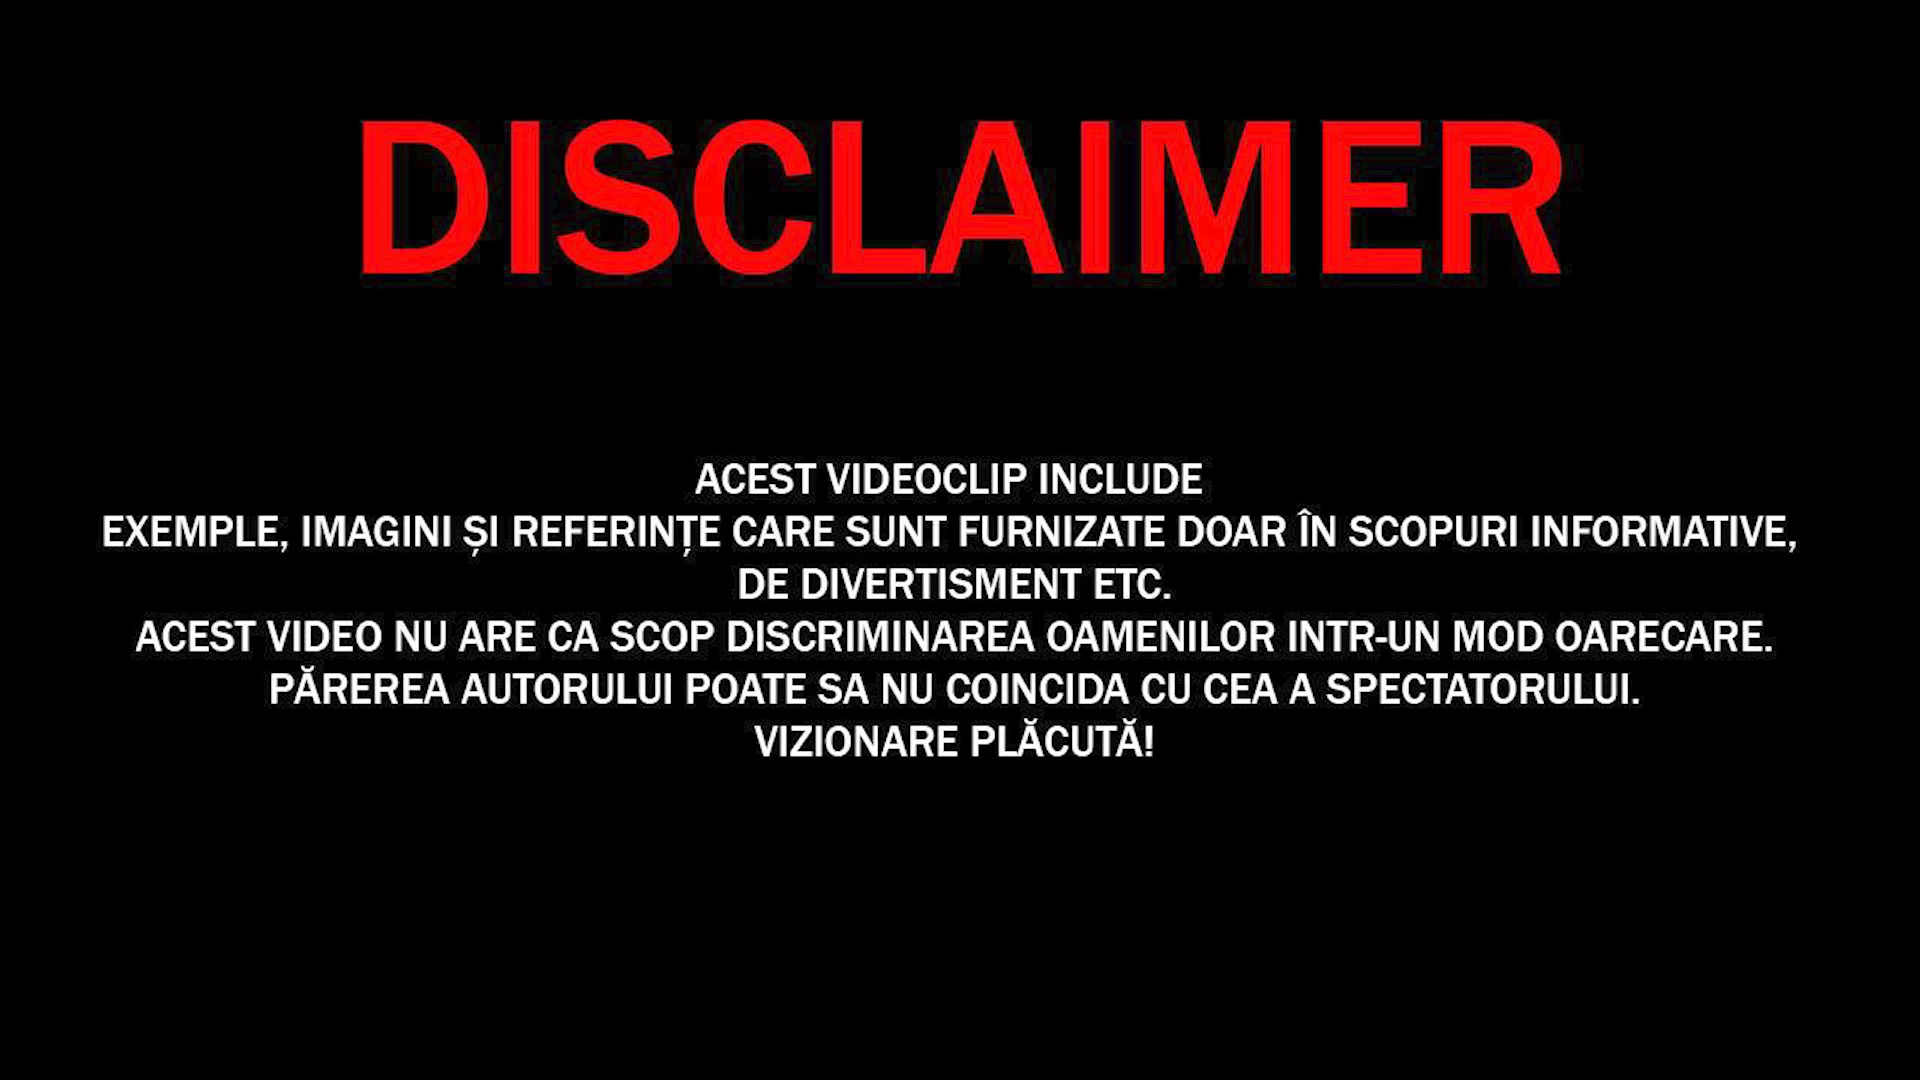 DISCLAIMER
ACEST VIDEOCLIP INCLUDE
EXEMPLE, IMAGINI ȘI REFERINȚE CARE SUNT FURNIZATE DOAR ÎN SCOPURI INFORMATIVE,
DE DIVERTISMENT ETC.
ACEST VIDEO NU ARE CA SCOP DISCRIMINAREA OAMENILOR INTR-UN MOD OARECARE.
PĂREREA AUTORULUI POATE SA NU COINCIDA CU CEA A SPECTATORULUI.
VIZIONARE PLĂCUTĂ!